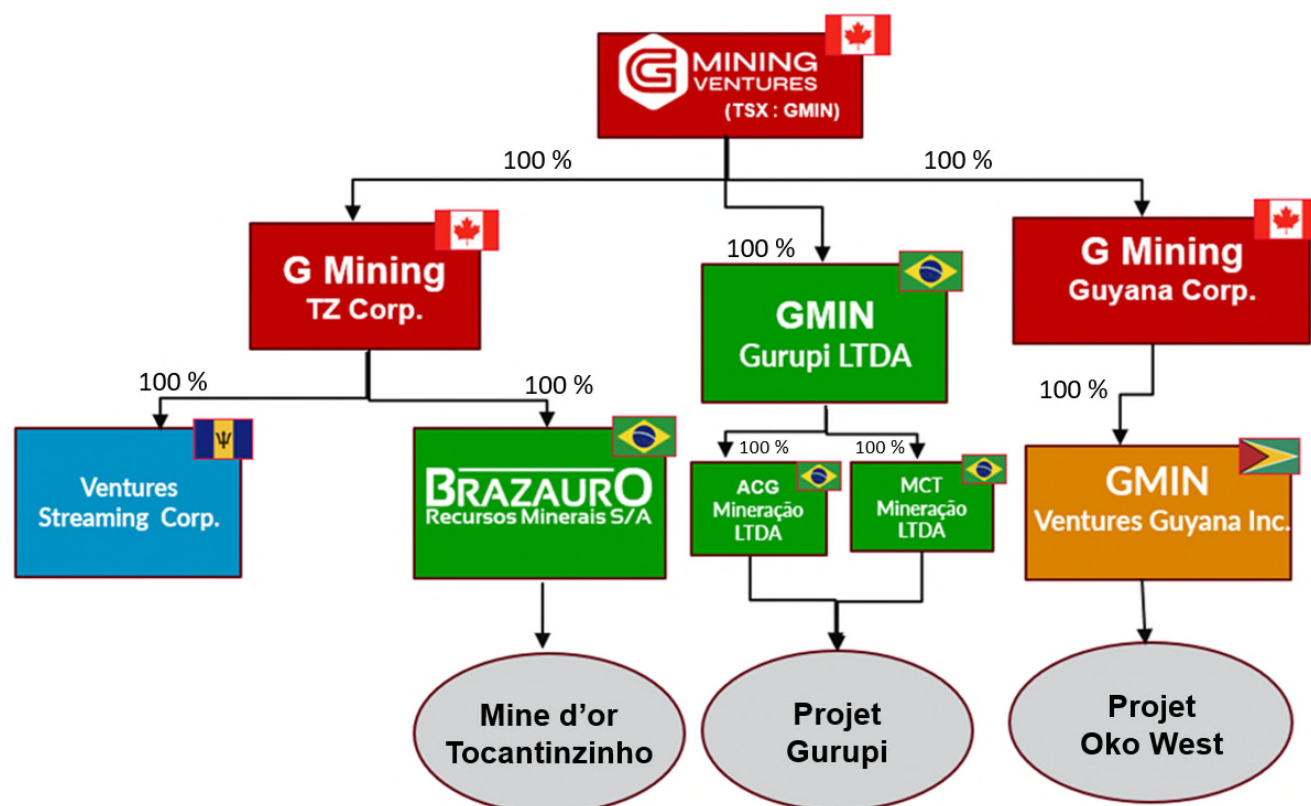 G MINING
VENTURES
(TSX : GMIN)
100 %
100 %
G Mining
TZ Corp.
100 %
GMIN
Gurupi LTDA
G Mining
Guyana Corp.
100 %
100 %
100 %
Ventures
Streaming Corp.
BRAZAURO
Recursos Minerais S/A
100 %
100 %
ACG
Mineração
LTDA
MCT
Mineração
LTDA
GMIN
Ventures Guyana Inc.
Mine d’or
Tocantinzinho
Projet
Gurupi
Projet
Oko West